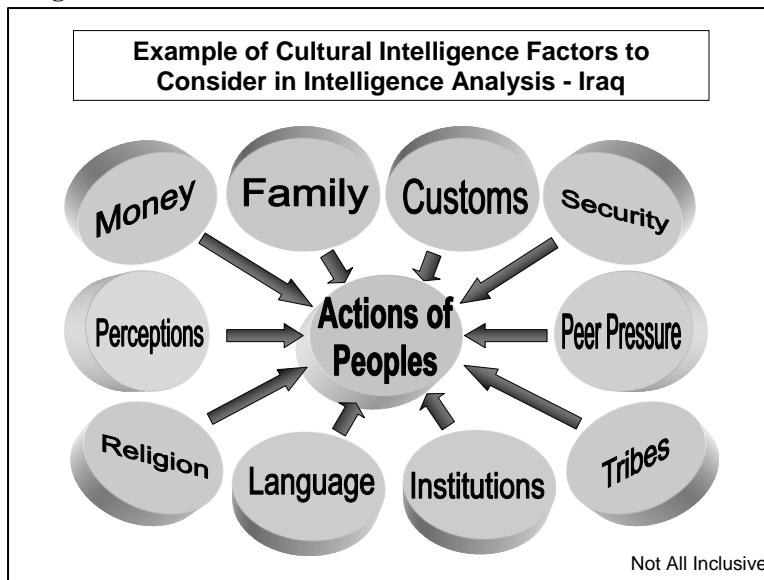 Example of Cultural Intelligence Factors to
Consider in Intelligence Analysis - Iraq
Money
Family
Customs
Security
Perceptions
Actions of
Peoples
Peer Pressure
Religion
Language
Institutions
Tribes
Not All Inclusive